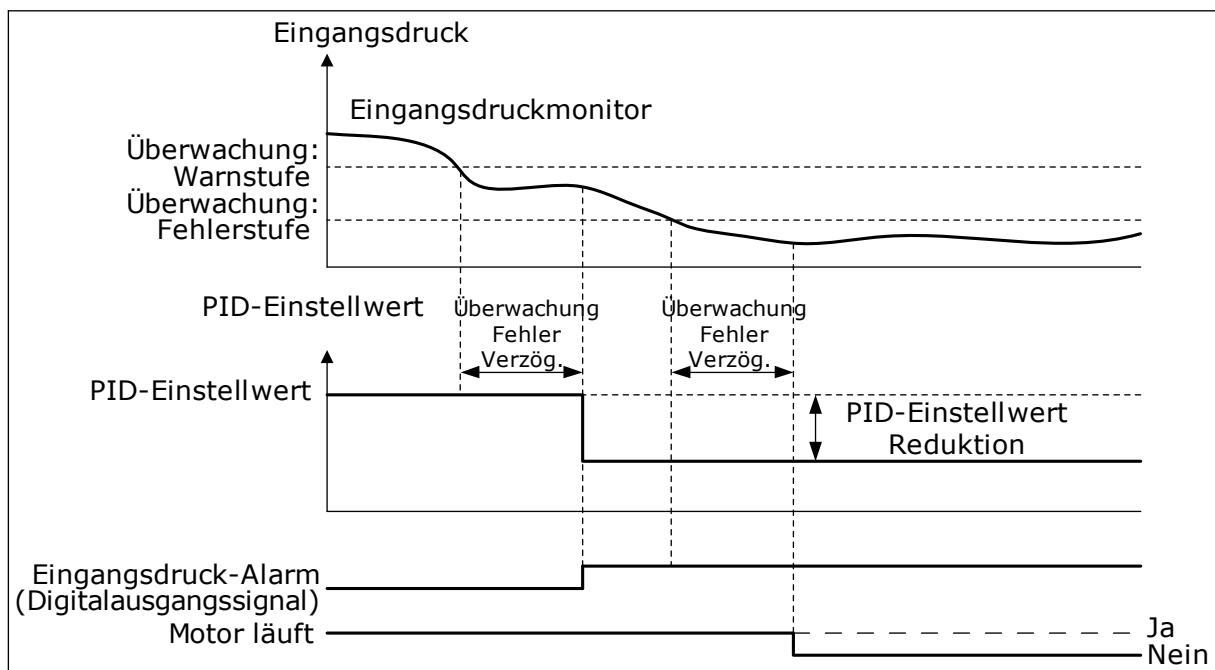 Eingangsdruck
Eingangsdruckmonitor
Überwachung:
Warnstufe
Überwachung:
Fehlerstufe
PID-Einstellwert
Überwachung
Fehler
Verzög.
Überwachung
Fehler
Verzög.
PID-Einstellwert
PID-Einstellwert
Reduktion
Eingangsdruck-Alarm
(Digitalausgangssignal)
Motor läuft
Ja
Nein